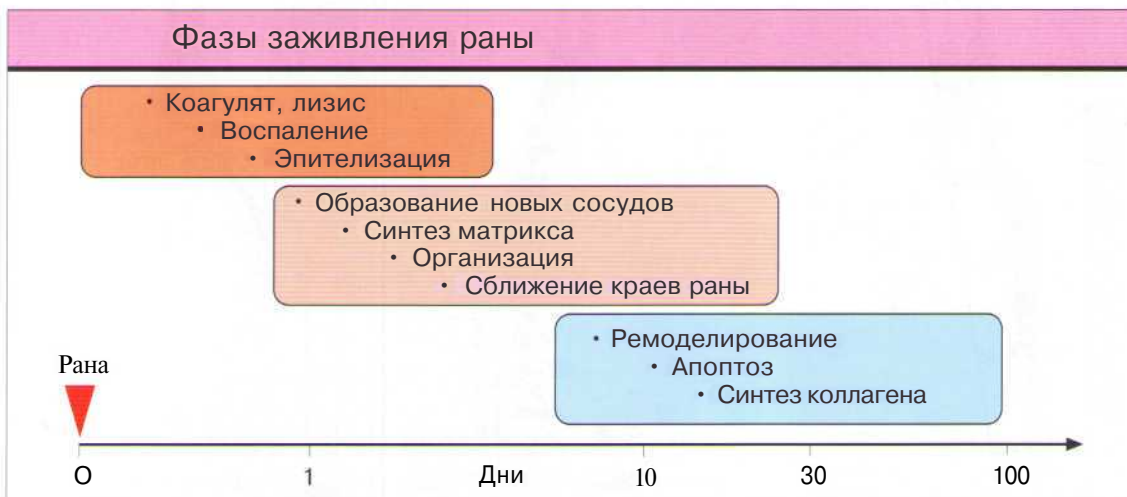 Фазы заживления раны
• Коагулят, лизис
• Воспаление
• Эпителизация
• Образование новых сосудов
• Синтез матрикса
• Организация
• Сближение краев раны
• Ремоделирование
• Апоптоз
• Синтез коллагена
Рана
0 1 Дни 10 30 100